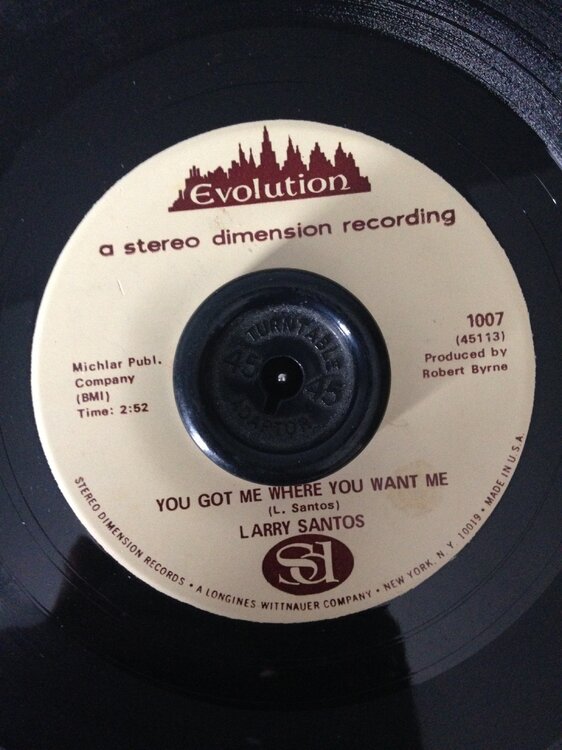 Evolution
a stereo dimension recording
1007
(45113)
Produced by
Robert Byrne
Michlar Publ.
Company
(BMI)
Time: 2:52
TURNTABLE
45 45
ADAPTOR
YOU GOT ME WHERE YOU WANT ME
(L. Santos)
LARRY SANTOS
Sd
STEREO DIMENSION RECORDS • A LONGINES WITTNAUER COMPANY • NEW YORK, N. Y. 10019 • MADE IN U.S.A.